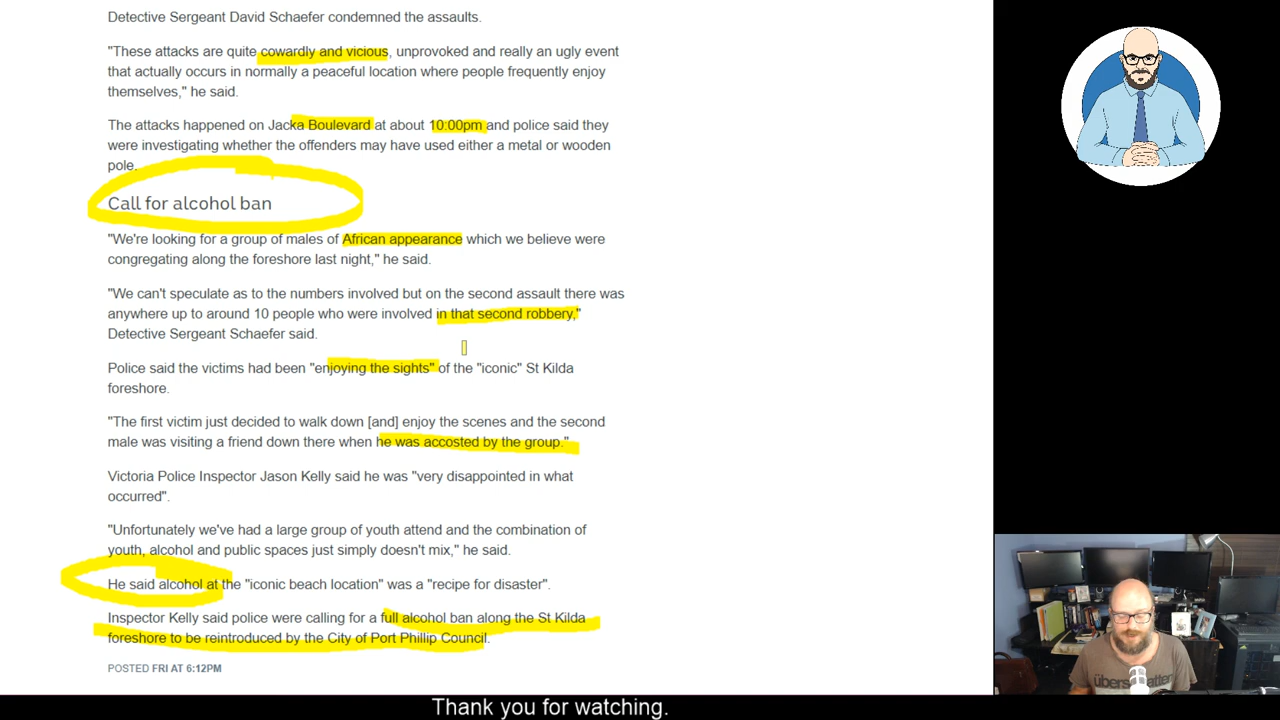 Detective Sergeant David Schaefer condemned the assaults.
"These attacks are quite cowardly and vicious, unprovoked and really an ugly event
that actually occurs in normally a peaceful location where people frequently enjoy
themselves," he said.
The attacks happened on Jacka Boulevard at about 10:00pm and police said they
were investigating whether the offenders may have used either a metal or wooden
pole.
Call for alcohol ban
"We're looking for a group of males of African appearance which we believe were
congregating along the foreshore last night," he said.
"We can't speculate as to the numbers involved but on the second assault there was
anywhere up to around 10 people who were involved in that second robbery,"
Detective Sergeant Schaefer said.
Police said the victims had been "enjoying the sights" of the "iconic" St Kilda
foreshore.
"The first victim just decided to walk down [and] enjoy the scenes and the second
male was visiting a friend down there when he was accosted by the group."
Victoria Police Inspector Jason Kelly said he was "very disappointed in what
occurred".
"Unfortunately we've had a large group of youth attend and the combination of
youth, alcohol and public spaces just simply doesn't mix," he said.
He said alcohol at the "iconic beach location" was a "recipe for disaster".
Inspector Kelly said police were calling for a full alcohol ban along the St Kilda
foreshore to be reintroduced by the City of Port Phillip Council.
POSTED FRI AT 6:12PM
Thank you for watching.